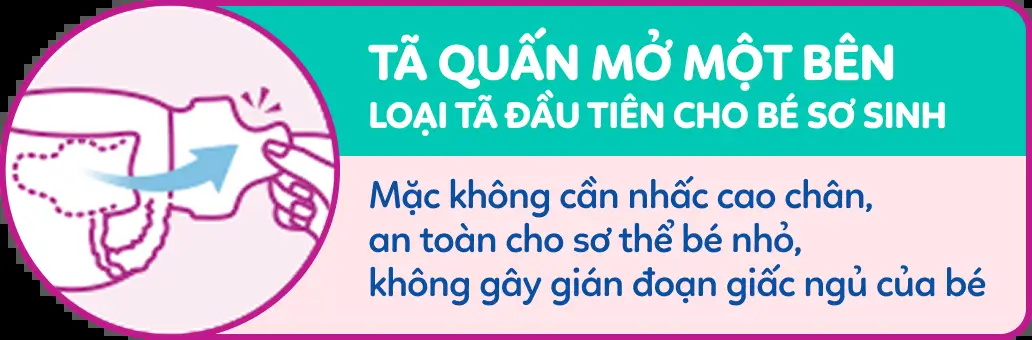 TÃ QUẤN MỞ MỘT BÊN
LOẠI TÃ ĐẦU TIÊN CHO BÉ SƠ SINH
Mặc không cần nhấc cao chân,
an toàn cho sơ thể bé nhỏ,
không gây gián đoạn giấc ngủ của bé